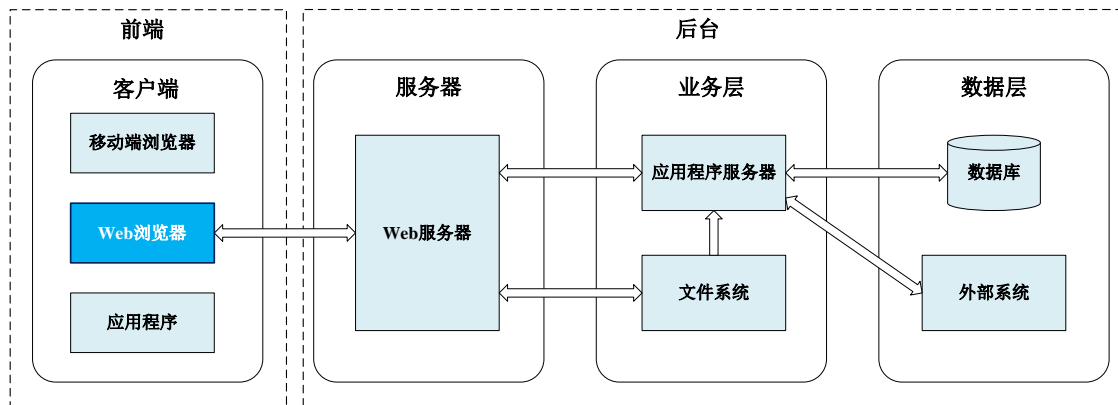 前端
客户端
移动端浏览器
Web浏览器
应用程序
后台
服务器
Web服务器
业务层
应用程序服务器
文件系统
数据层
数据库
外部系统